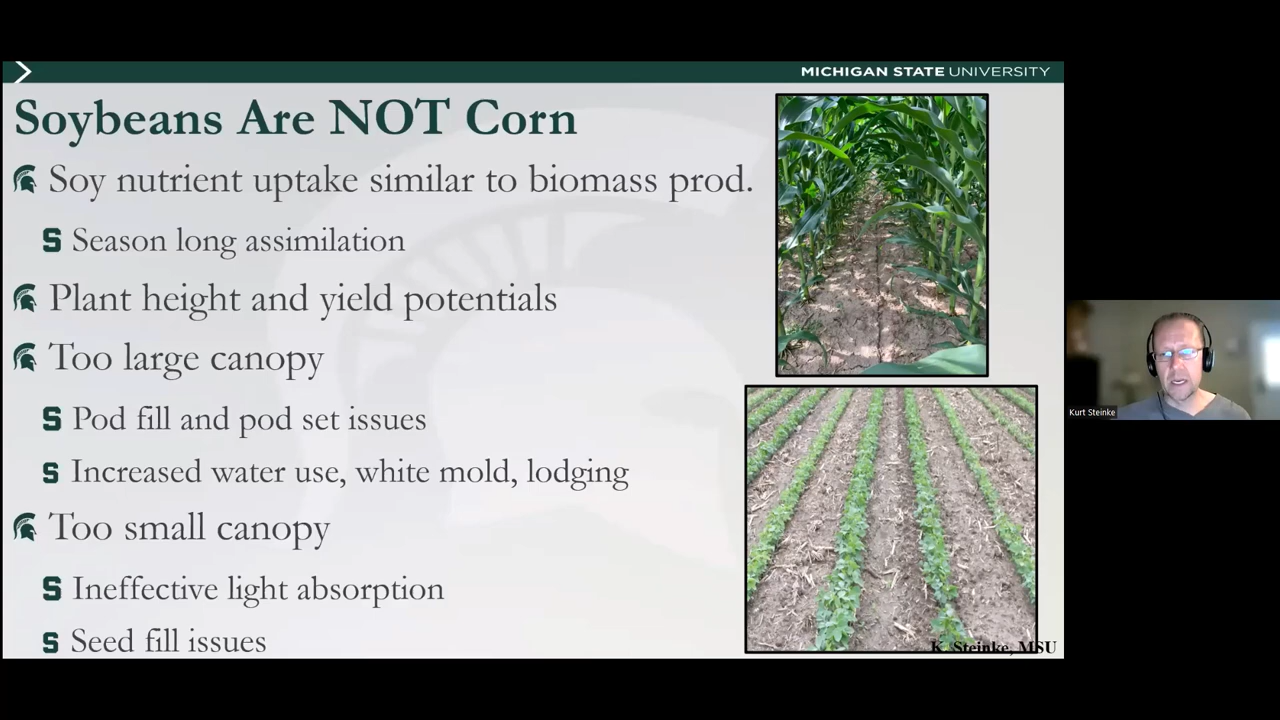 MICHIGAN STATE UNIVERSITY
Soybeans Are NOT Corn
Soy nutrient uptake similar to biomass prod.
S Season long assimilation
Plant height and yield potentials
Too large canopy
S Pod fill and pod set issues
S Increased water use, white mold, lodging
Too small canopy
S Ineffective light absorption
S Seed fill issues
K. Steinke, MSU
Kurt Steinke